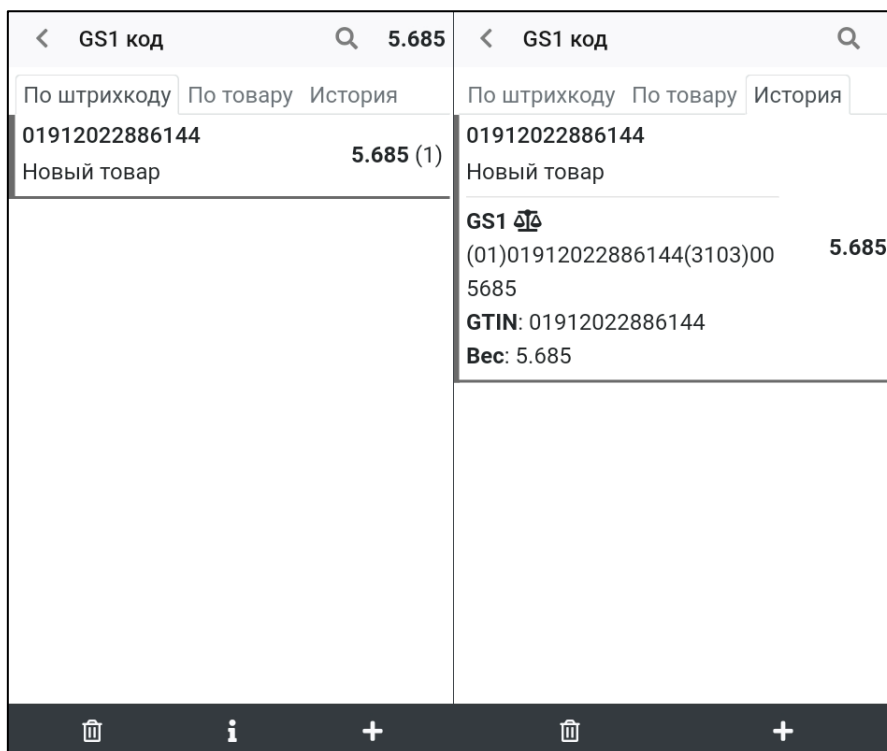 GS1 код
5.685
По штрихкоду По товару История
01912022886144
Новый товар
5.685 (1)
GS1 код
По штрихкоду По товару История
01912022886144
Новый товар
GS1
(01)01912022886144(3103)00
5685
GTIN: 01912022886144
Вес: 5.685
5.685